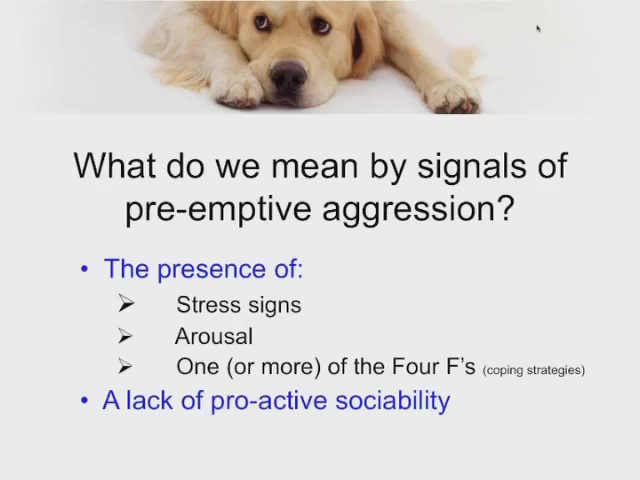 What do we mean by signals of
pre-emptive aggression?
• The presence of:
➢ Stress signs
➢ Arousal
➢ One (or more) of the Four F's (coping strategies)
• A lack of pro-active sociability